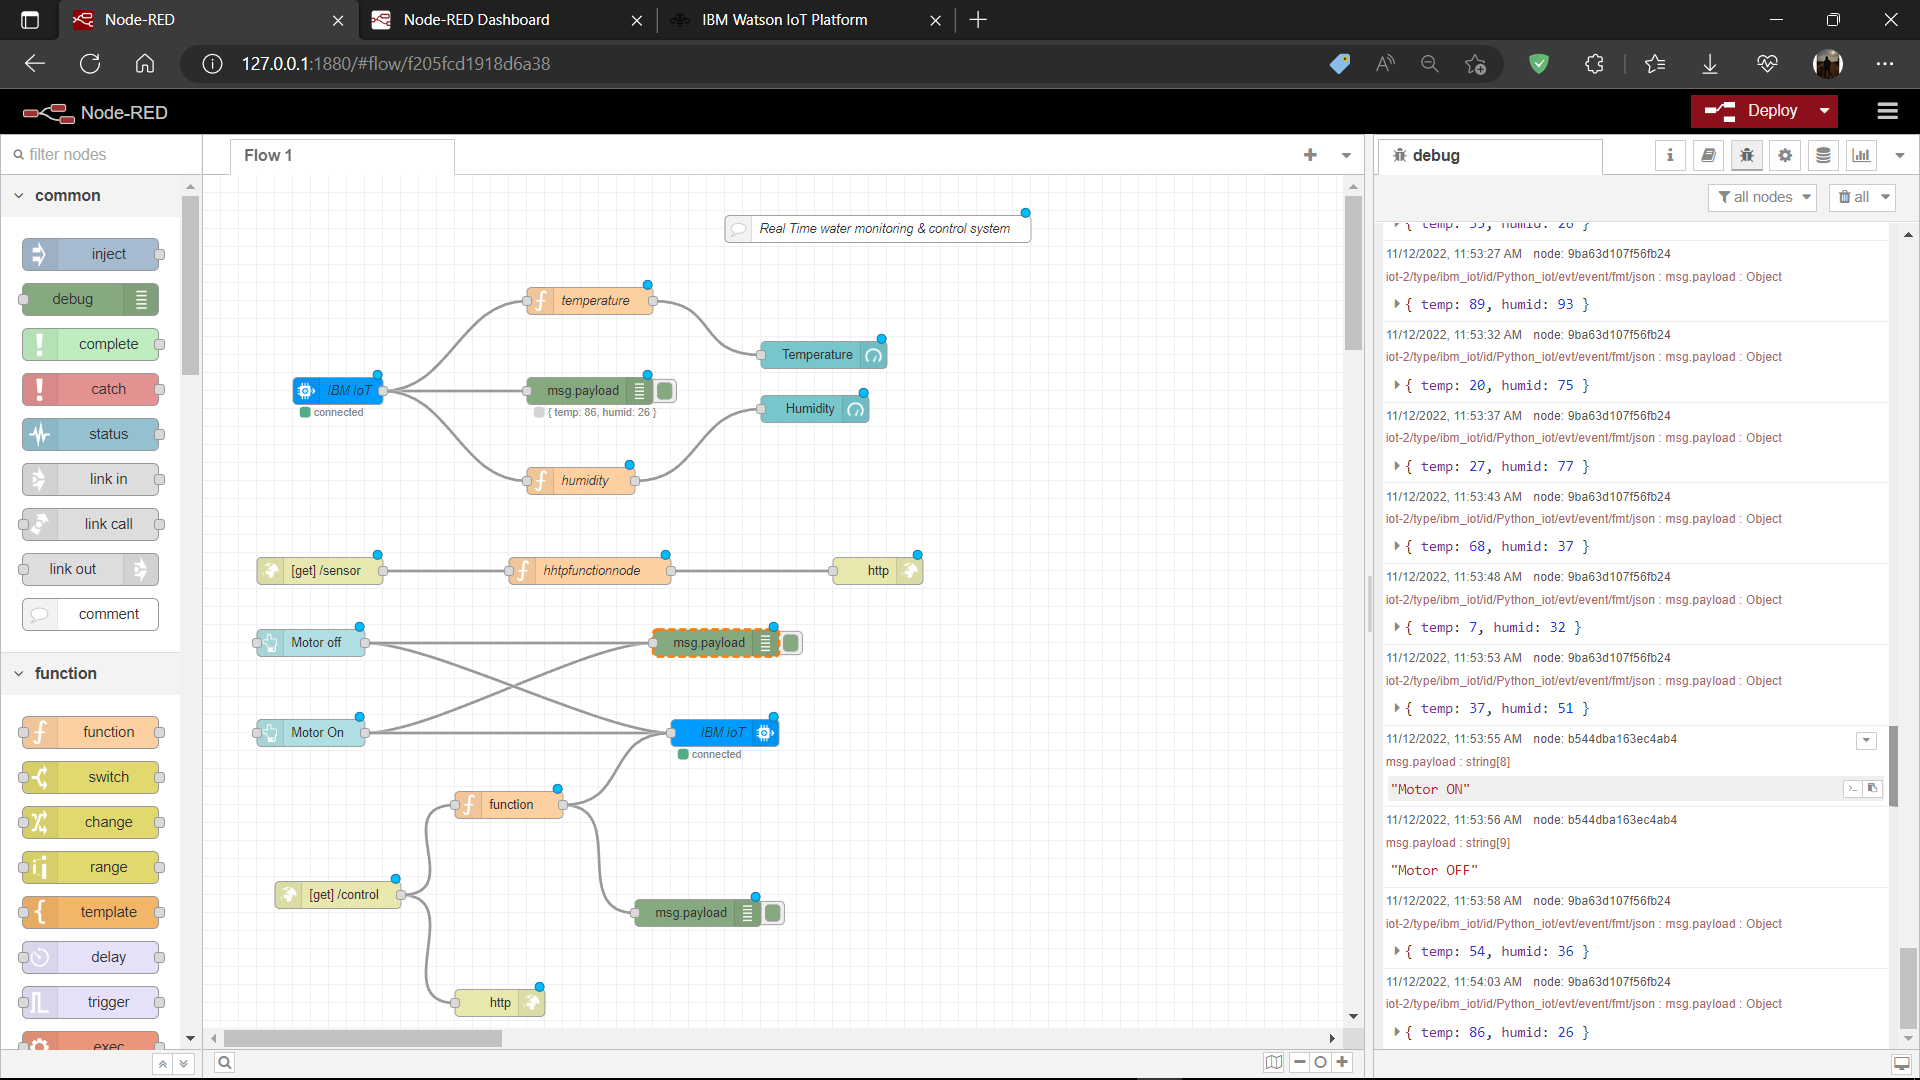 Node-RED
Node-RED Dashboard
IBM Watson IoT Platform
127.0.0.1:1880/#flow/f205fcd1918d6a38
Node-RED
Deploy
filter nodes
common
inject
debug
complete
catch
status
link in
link call
link out
comment
function
function
switch
change
range
template
delay
trigger
exec
Flow 1
Real Time water monitoring & control system
temperature
Temperature
IBM IoT
connected
msg.payload
{ temp: 86, humid: 26 }
Humidity
humidity
[get] /sensor
hhtpfunctionnode
http
Motor off
msg.payload
Motor On
IBM IoT
connected
function
[get] /control
msg.payload
http
debug
all nodes
all
{ temp: 55, humid: 26 }
11/12/2022, 11:53:27 AM node: 9ba63d107f56fb24
iot-2/type/ibm_iot/id/Python_iot/evt/event/fmt/json : msg.payload : Object
{ temp: 89, humid: 93 }
11/12/2022, 11:53:32 AM node: 9ba63d107f56fb24
iot-2/type/ibm_iot/id/Python_iot/evt/event/fmt/json : msg.payload : Object
{ temp: 20, humid: 75 }
11/12/2022, 11:53:37 AM node: 9ba63d107f56fb24
iot-2/type/ibm_iot/id/Python_iot/evt/event/fmt/json : msg.payload : Object
{ temp: 27, humid: 77 }
11/12/2022, 11:53:43 AM node: 9ba63d107f56fb24
iot-2/type/ibm_iot/id/Python_iot/evt/event/fmt/json : msg.payload : Object
{ temp: 68, humid: 37 }
11/12/2022, 11:53:48 AM node: 9ba63d107f56fb24
iot-2/type/ibm_iot/id/Python_iot/evt/event/fmt/json : msg.payload : Object
{ temp: 7, humid: 32 }
11/12/2022, 11:53:53 AM node: 9ba63d107f56fb24
iot-2/type/ibm_iot/id/Python_iot/evt/event/fmt/json : msg.payload : Object
{ temp: 37, humid: 51 }
11/12/2022, 11:53:55 AM node: b544dba163ec4ab4
msg.payload : string[8]
"Motor ON"
11/12/2022, 11:53:56 AM node: b544dba163ec4ab4
msg.payload : string[9]
"Motor OFF"
11/12/2022, 11:53:58 AM node: 9ba63d107f56fb24
iot-2/type/ibm_iot/id/Python_iot/evt/event/fmt/json : msg.payload : Object
{ temp: 54, humid: 36 }
11/12/2022, 11:54:03 AM node: 9ba63d107f56fb24
iot-2/type/ibm_iot/id/Python_iot/evt/event/fmt/json : msg.payload : Object
{ temp: 86, humid: 26 }